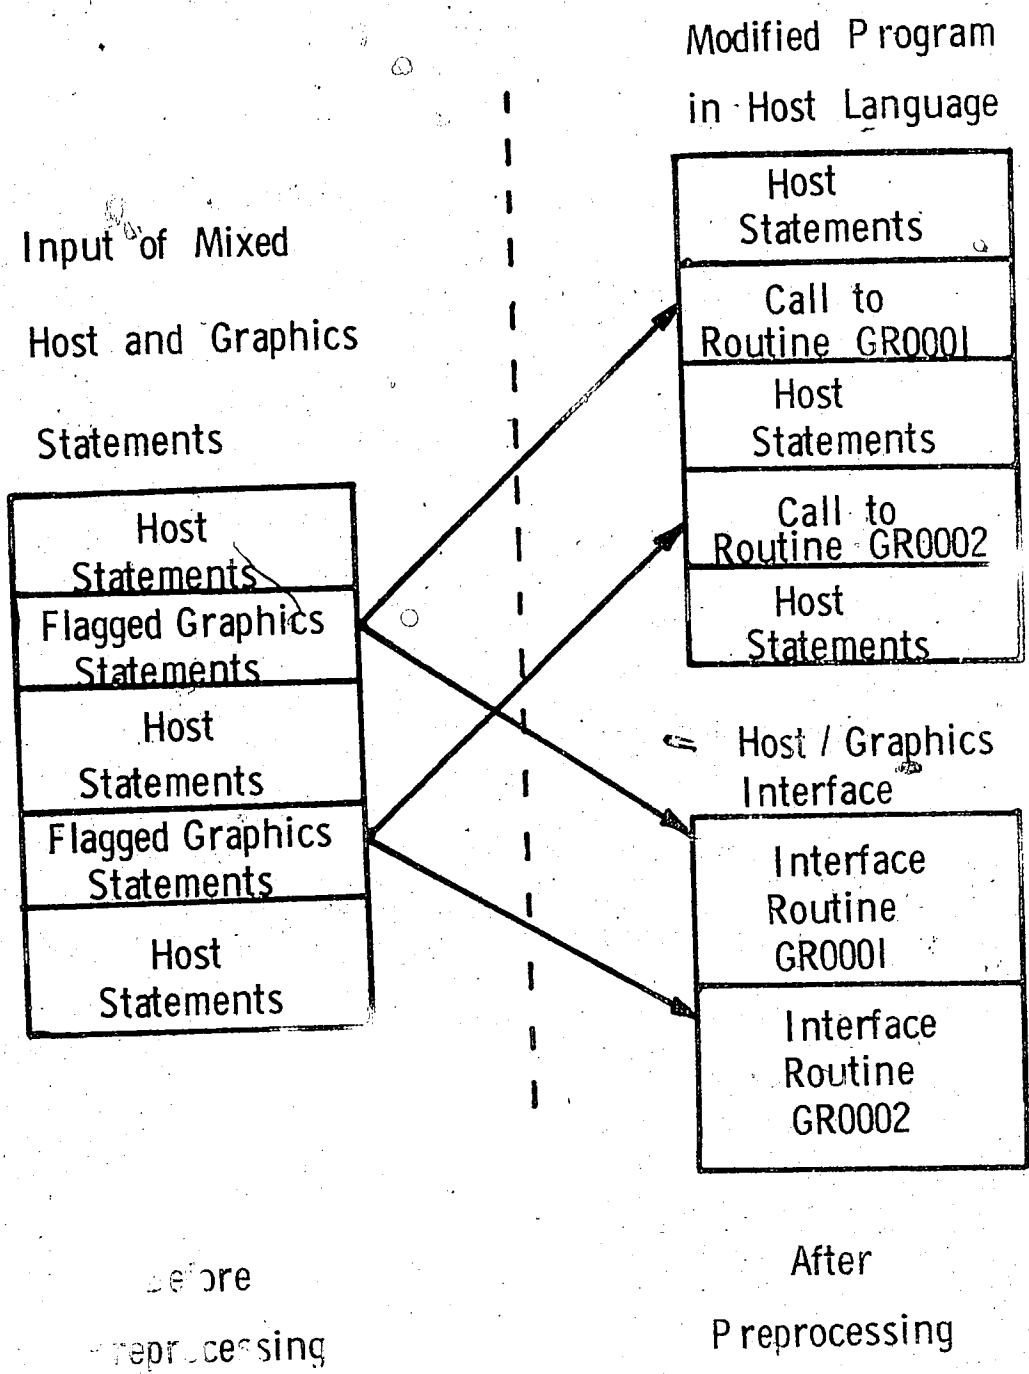 Input of Mixed
Host and Graphics
Statements
Host
Statements
Flagged Graphics
Statements
Host
Statements
Flagged Graphics
Statements
Host
Statements
Modified Program
in Host Language
Host
Statements
Call to
Routine GR0001
Host
Statements
Call to
Routine GR0002
Host
Statements
Host / Graphics
Interface
Interface
Routine
GR0001
Interface
Routine
GR0002
Before
Preprocessing
After
Preprocessing